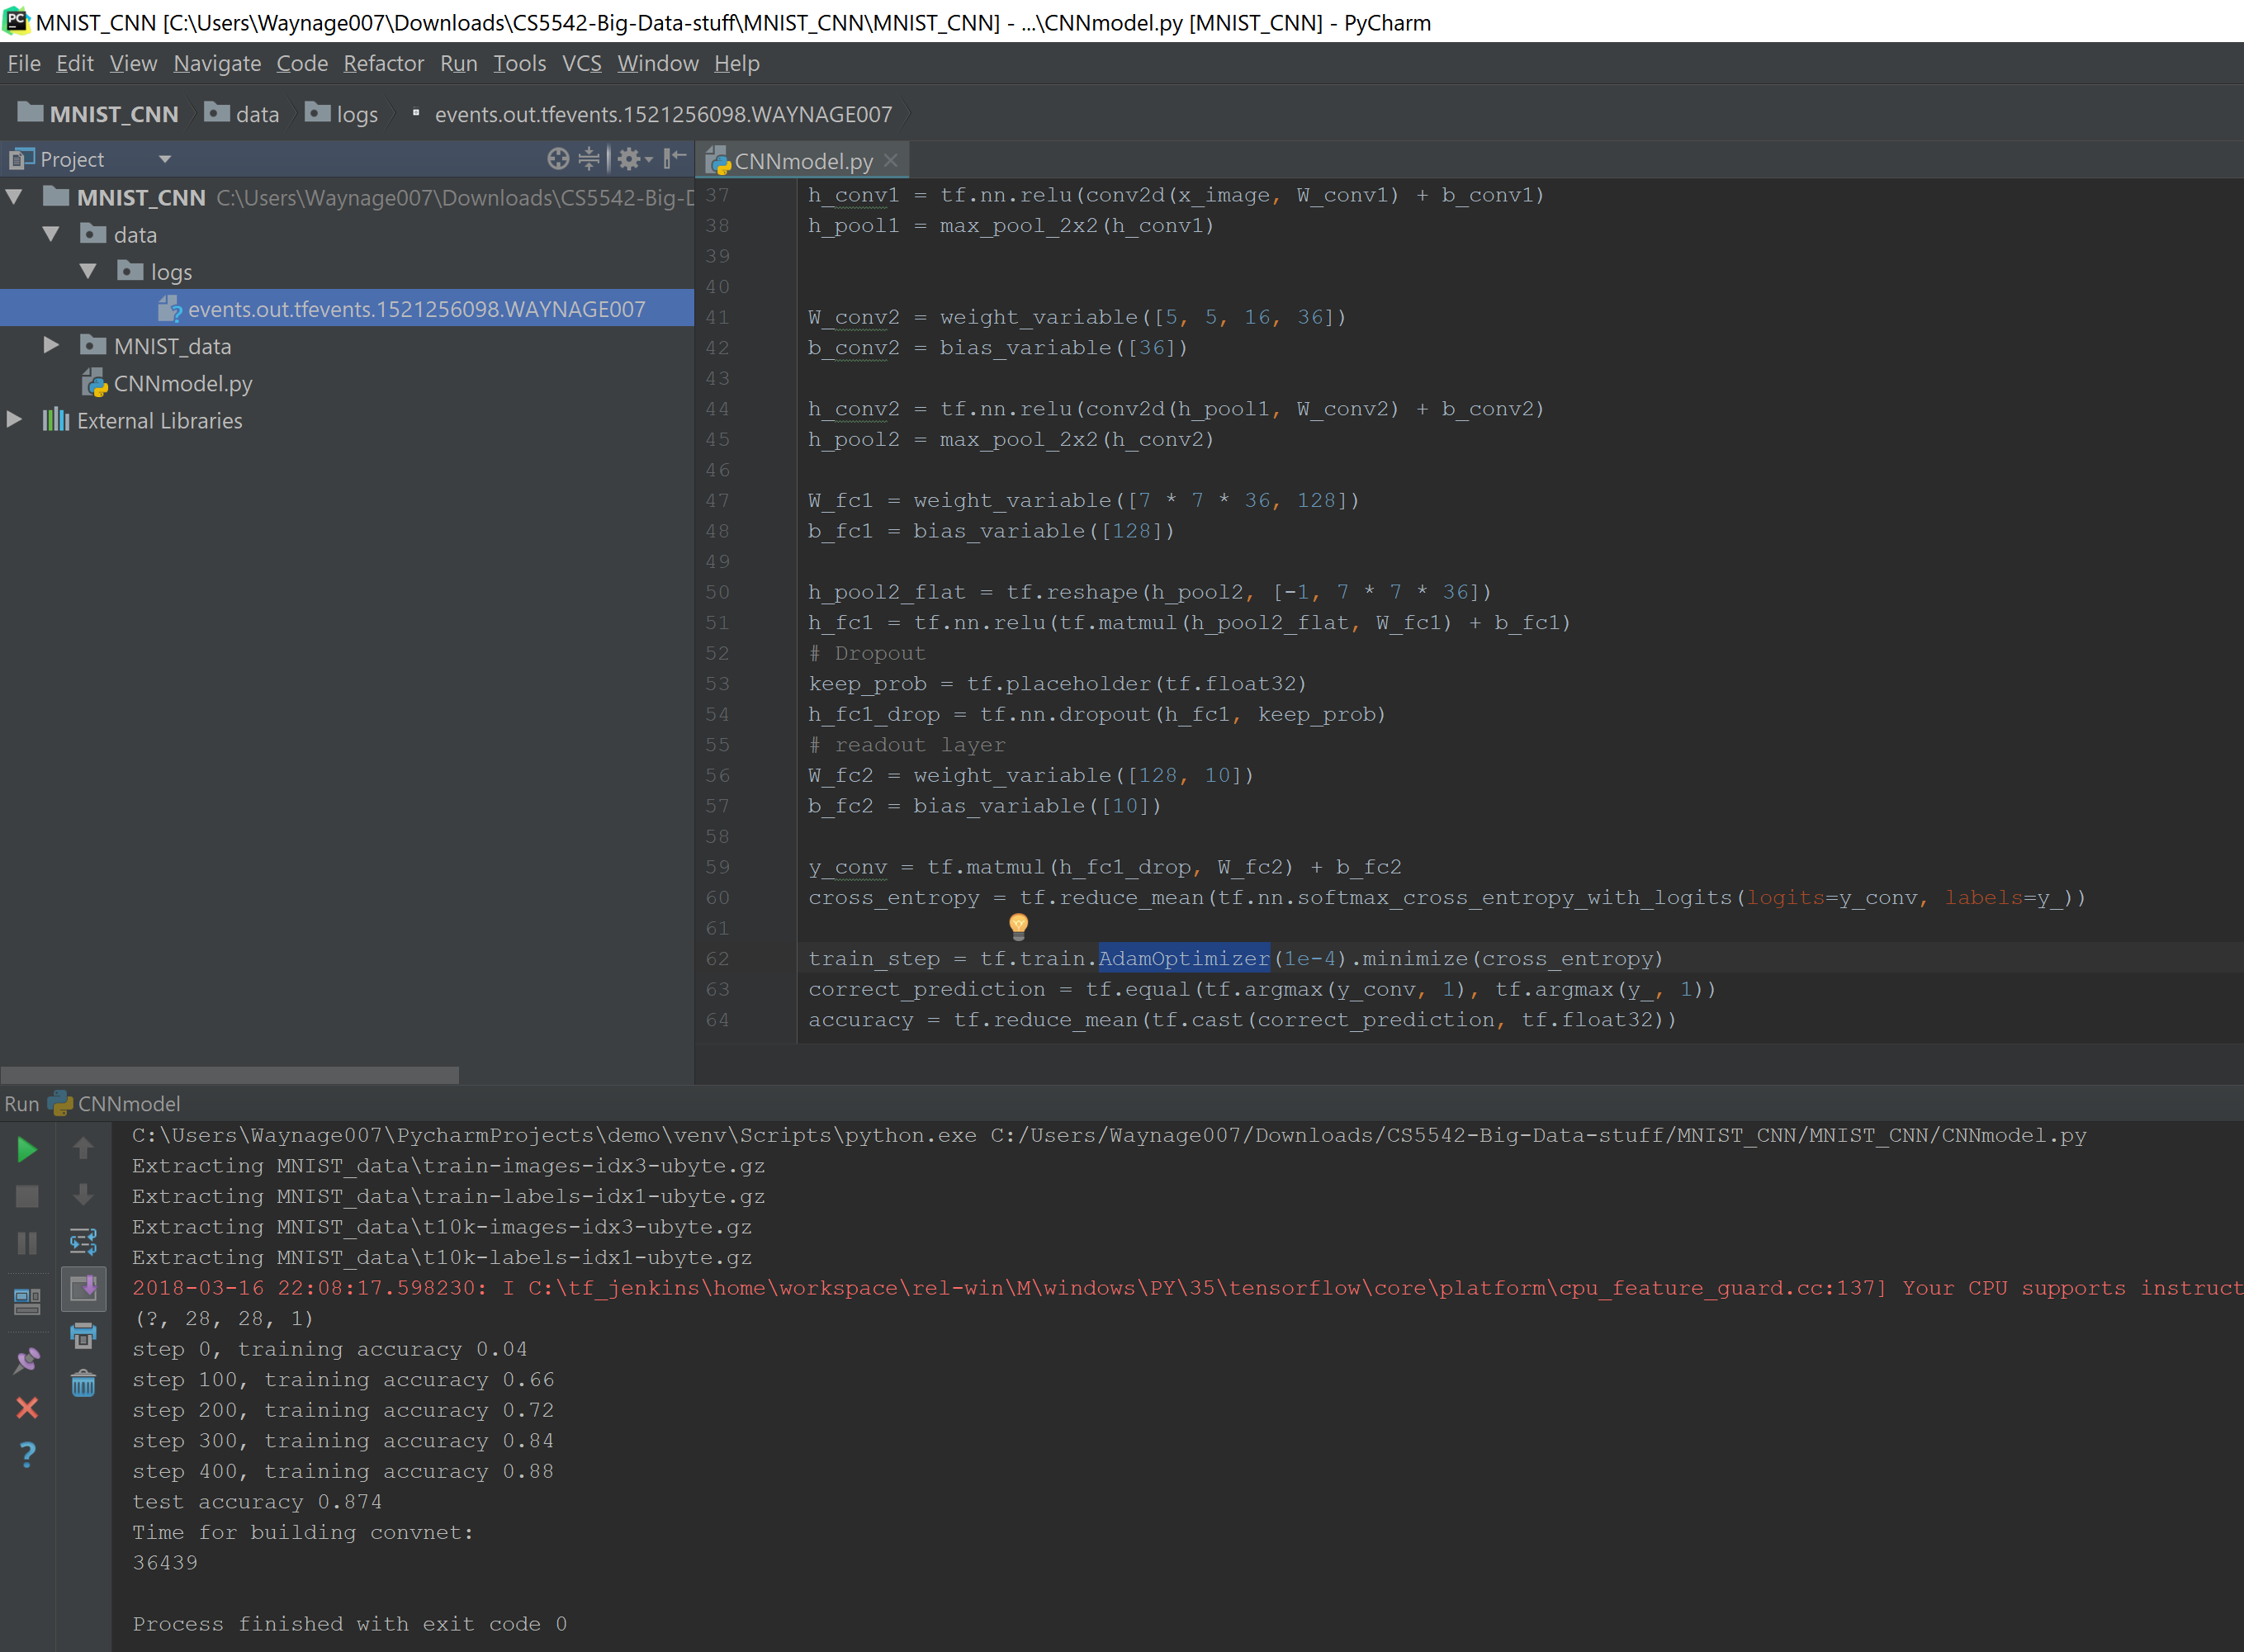 MNIST_CNN [C:\Users\Waynage007\Downloads\CS5542-Big-Data-stuff\MNIST_CNN\MNIST_CNN] - ...\CNNmodel.py [MNIST_CNN] - PyCharm
File Edit View Navigate Code Refactor Run Tools VCS Window Help
MNIST_CNN data logs events.out.tfevents.1521256098.WAYNAGE007
Project
MNIST_CNN C:\Users\Waynage007\Downloads\CS5542-Big-D
data
logs
events.out.tfevents.1521256098.WAYNAGE007
MNIST_data
CNNmodel.py
External Libraries
CNNmodel.py
37 h_conv1 = tf.nn.relu(conv2d(x_image, W_conv1) + b_conv1)
38 h_pool1 = max_pool_2x2(h_conv1)
39
40
41 W_conv2 = weight_variable([5, 5, 16, 36])
42 b_conv2 = bias_variable([36])
43
44 h_conv2 = tf.nn.relu(conv2d(h_pool1, W_conv2) + b_conv2)
45 h_pool2 = max_pool_2x2(h_conv2)
46
47 W_fc1 = weight_variable([7 * 7 * 36, 128])
48 b_fc1 = bias_variable([128])
49
50 h_pool2_flat = tf.reshape(h_pool2, [-1, 7 * 7 * 36])
51 h_fc1 = tf.nn.relu(tf.matmul(h_pool2_flat, W_fc1) + b_fc1)
52 # Dropout
53 keep_prob = tf.placeholder(tf.float32)
54 h_fc1_drop = tf.nn.dropout(h_fc1, keep_prob)
55 # readout layer
56 W_fc2 = weight_variable([128, 10])
57 b_fc2 = bias_variable([10])
58
59 y_conv = tf.matmul(h_fc1_drop, W_fc2) + b_fc2
60 cross_entropy = tf.reduce_mean(tf.nn.softmax_cross_entropy_with_logits(logits=y_conv, labels=y_))
61
62 train_step = tf.train.AdamOptimizer(1e-4).minimize(cross_entropy)
63 correct_prediction = tf.equal(tf.argmax(y_conv, 1), tf.argmax(y_, 1))
64 accuracy = tf.reduce_mean(tf.cast(correct_prediction, tf.float32))
Run CNNmodel
C:\Users\Waynage007\PycharmProjects\demo\venv\Scripts\python.exe C:/Users/Waynage007/Downloads/CS5542-Big-Data-stuff/MNIST_CNN/MNIST_CNN/CNNmodel.py
Extracting MNIST_data\train-images-idx3-ubyte.gz
Extracting MNIST_data\train-labels-idx1-ubyte.gz
Extracting MNIST_data\t10k-images-idx3-ubyte.gz
Extracting MNIST_data\t10k-labels-idx1-ubyte.gz
2018-03-16 22:08:17.598230: I C:\tf_jenkins\home\workspace\rel-win\M\windows\PY\35\tensorflow\core\platform\cpu_feature_guard.cc:137] Your CPU supports instruct
(?, 28, 28, 1)
step 0, training accuracy 0.04
step 100, training accuracy 0.66
step 200, training accuracy 0.72
step 300, training accuracy 0.84
step 400, training accuracy 0.88
test accuracy 0.874
Time for building convnet:
36439
Process finished with exit code 0